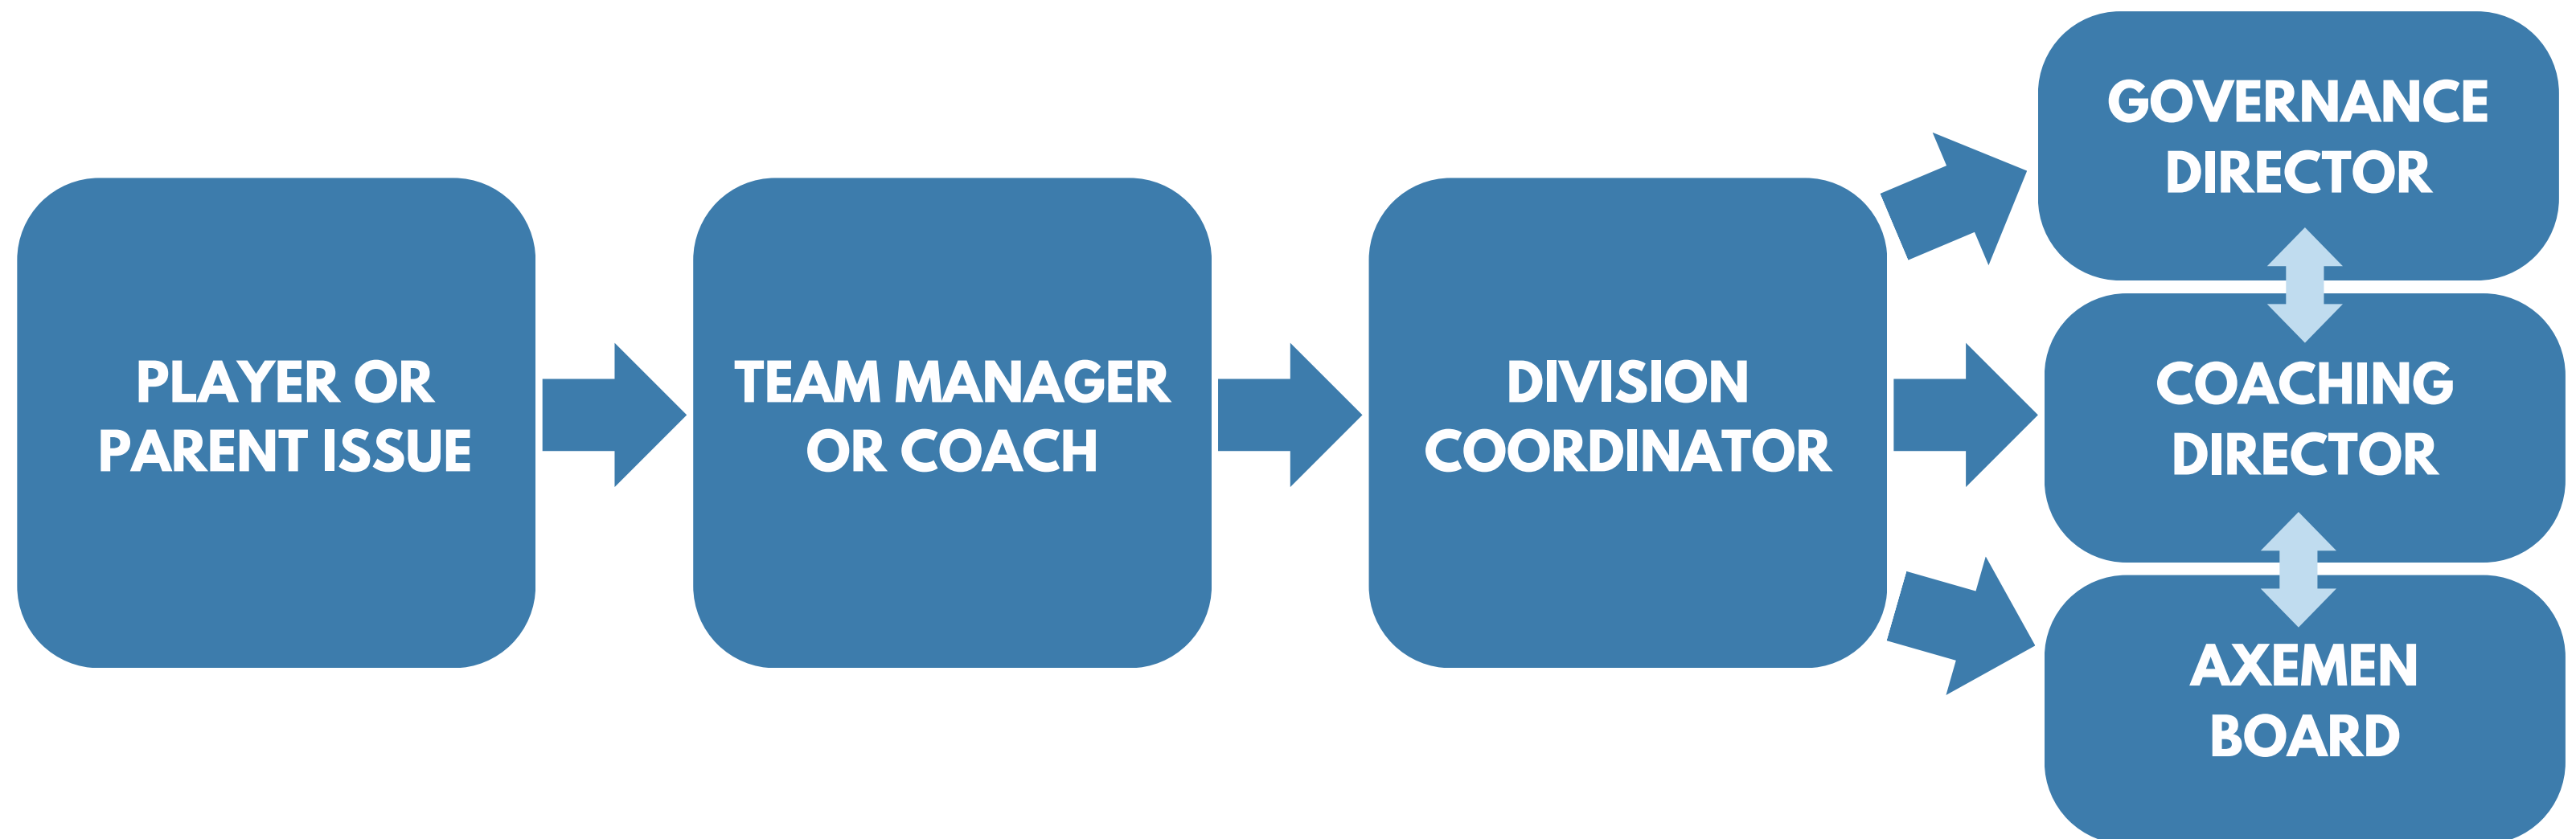 PLAYER OR
PARENT ISSUE
TEAM MANAGER
OR COACH
DIVISION
COORDINATOR
GOVERNANCE
DIRECTOR
COACHING
DIRECTOR
AXEMEN
BOARD